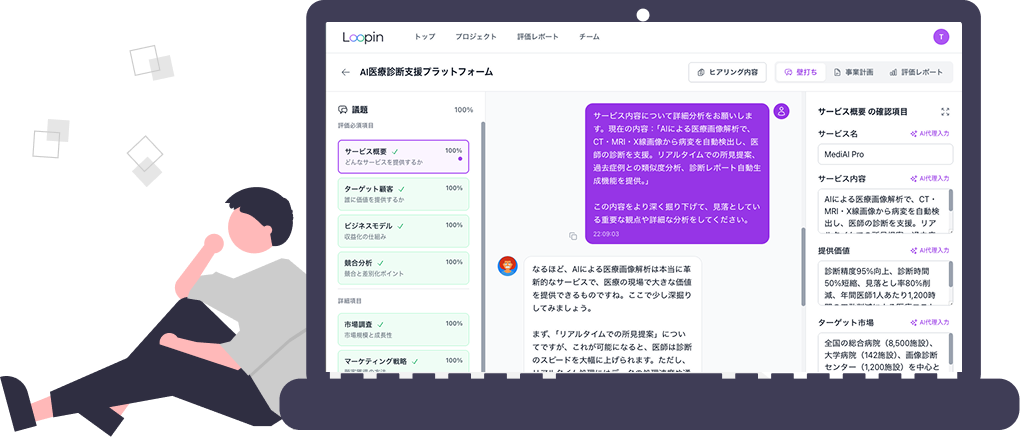 Loopin
トップ
プロジェクト
評価レポート
チーム
T
AI医療診断支援プラットフォーム
ヒアリング内容
壁打ち
事業計画
評価レポート
議題
100%
評価必須項目
サービス概要
100%
どんなサービスを提供するか
ターゲット顧客
100%
誰に価値を提供するか
ビジネスモデル
100%
収益化の仕組み
競合分析
100%
競合と差別化ポイント
詳細項目
市場調査
100%
市場規模と成長性
マーケティング戦略
100%
サービス内容について詳細分析をお願いしま
す。現在の内容：「AIによる医療画像解析で、
CT・MRI・X線画像から病変を自動検出し、医
師の診断を支援。リアルタイムでの所見提案、
過去症例との類似度分析、診断レポート自動生
成機能を提供。」
この内容をより深く掘り下げて、見落としてい
る重要な観点や詳細な分析をしてください。
22:09:03
なるほど、AIによる医療画像解析は本当に革
新的なサービスで、医療の現場で大きな価値
を提供できるものですね。ここで少し深掘り
してみましょう。
まず、「リアルタイムでの所見提案」につい
てですが、これが可能になると、医師は診断
のスピードを大幅に上げられます。ただし、
サービス概要 の確認項目
サービス名
AI代理入力
MediAI Pro
サービス内容
AI代理入力
AIによる医療画像解析で、CT・
MRI・X線画像から病変を自動検
出し、医師の診断を支援。リア
提供価値
AI代理入力
診断精度95%向上、診断時間
50%短縮、見落とし率80%削
減、年間医師1人あたり1,200時
ターゲット市場
AI代理入力
全国の総合病院（8,500施設）、
大学病院（142施設）、画像診断
センター（1,200施設）を中心と